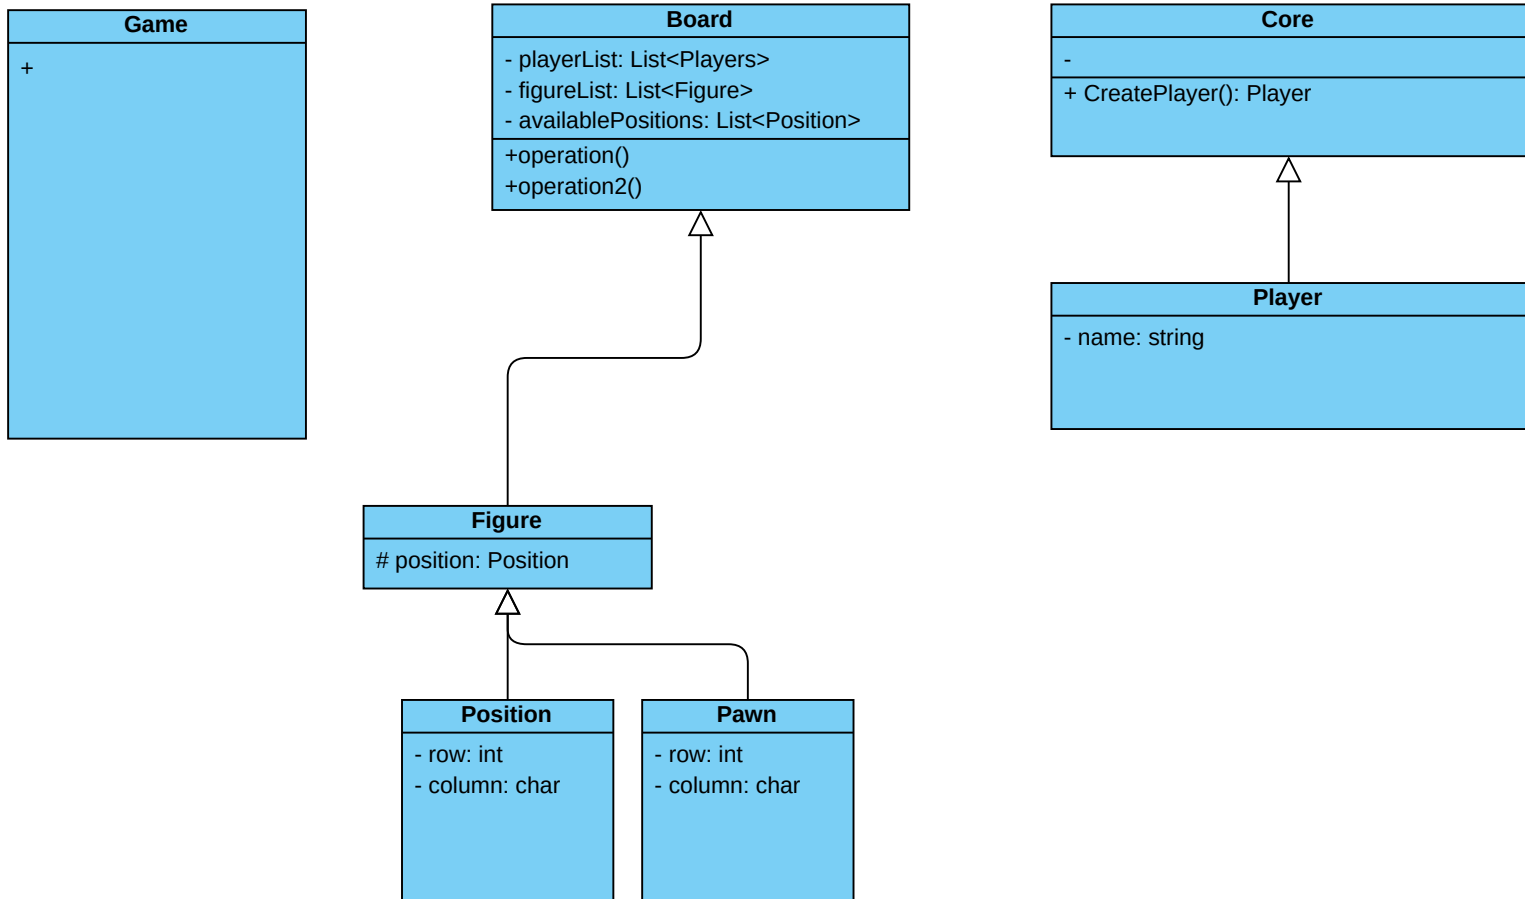 Game
+
Board
- playerList: List<Players>
- figureList: List<Figure>
- availablePositions: List<Position>
+operation()
+operation2()
Core
-
+ CreatePlayer(): Player
Player
- name: string
Figure
# position: Position
Position
- row: int
- column: char
Pawn
- row: int
- column: char